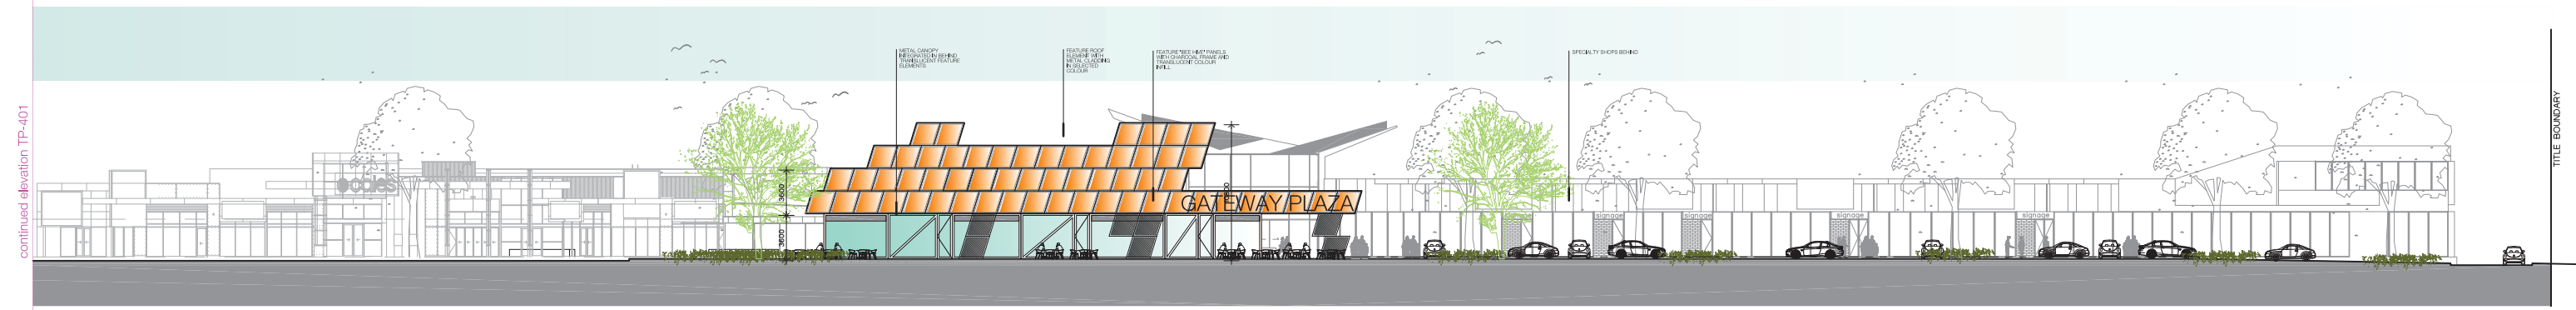 continued elevation TP-401
METAL CANOPY
INTEGRATED IN BEHIND
TRANSLUCENT FEATURE
ELEMENTS
FEATURE ROOF
ELEMENT WITH
METAL CLADDING
IN SELECTED
COLOUR
FEATURE "BEE HIVE" PANELS
WITH CHARCOAL FRAME AND
TRANSLUCENT COLOUR
INFILL
SPECIALTY SHOPS BEHIND
TITLE BOUNDARY
coles
3600
3600
GATEWAY PLAZA
signage
signage
signage
signage